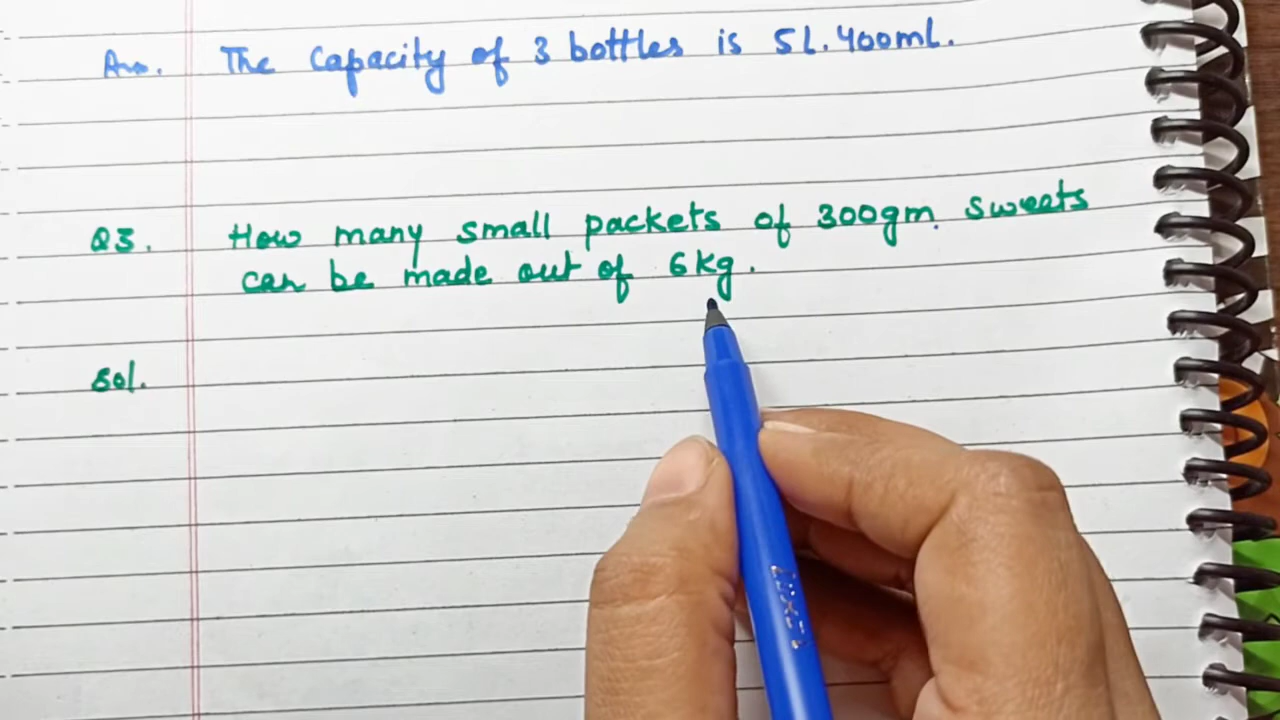 Ans. The Capacity of 3 bottles is 5L.400ml.
Q3. How many small packets of 300gm. sweets
can be made out of 6kg.
Sol.